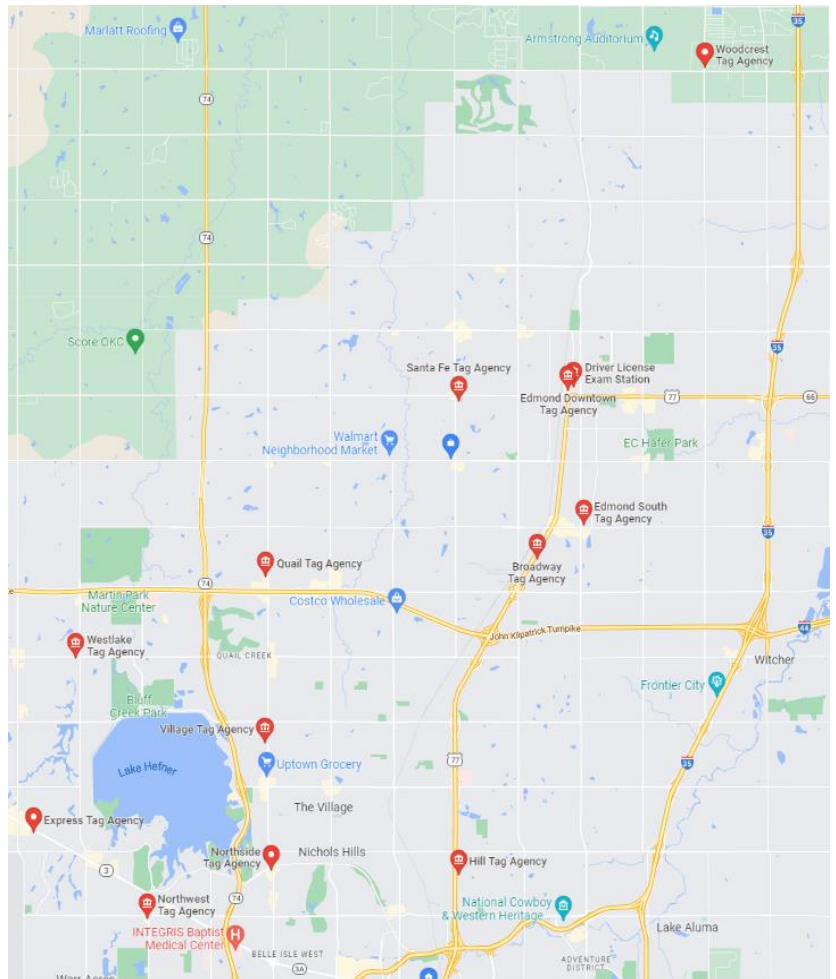 Marlatt Roofing
Armstrong Auditorium
Woodcrest
Tag Agency
35
74
74
Score OKC
35
Santa Fe Tag Agency
Driver License
Exam Station
Edmond Downtown
Tag Agency
77
66
Walmart
Neighborhood Market
EC Hafer Park
Edmond South
Tag Agency
35
Quail Tag Agency
Broadway
Tag Agency
74
Martin Park
Nature Center
Costco Wholesale
John Kilpatrick Turnpike
44
Westlake
Tag Agency
QUAIL CREEK
Witcher
Frontier City
Bluff
Creek Park
Village Tag Agency
Lake Hefner
Uptown Grocery
77
35
The Village
Express Tag Agency
Northside
Tag Agency
Nichols Hills
Hill Tag Agency
3
74
Northwest
Tag Agency
National Cowboy
& Western Heritage
INTEGRIS Baptist
Medical Center
Lake Aluma
BELLE ISLE WEST
ADVENTURE
DISTRICT
3A